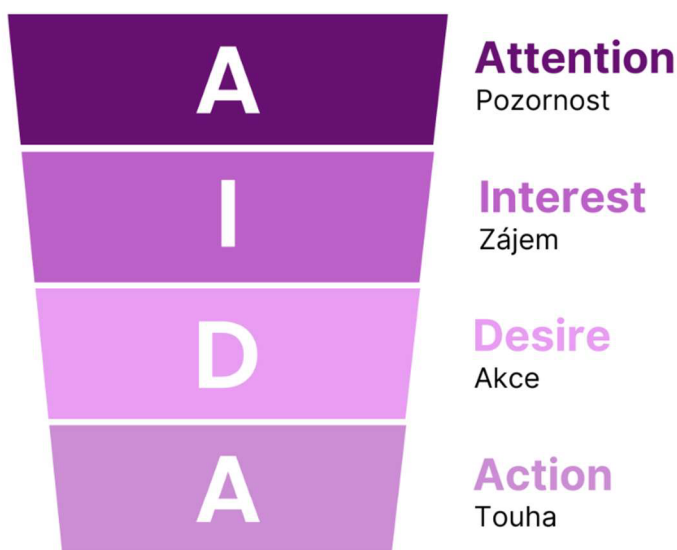 A
Attention
Pozornost
I
Interest
Zájem
D
Desire
Akce
A
Action
Touha